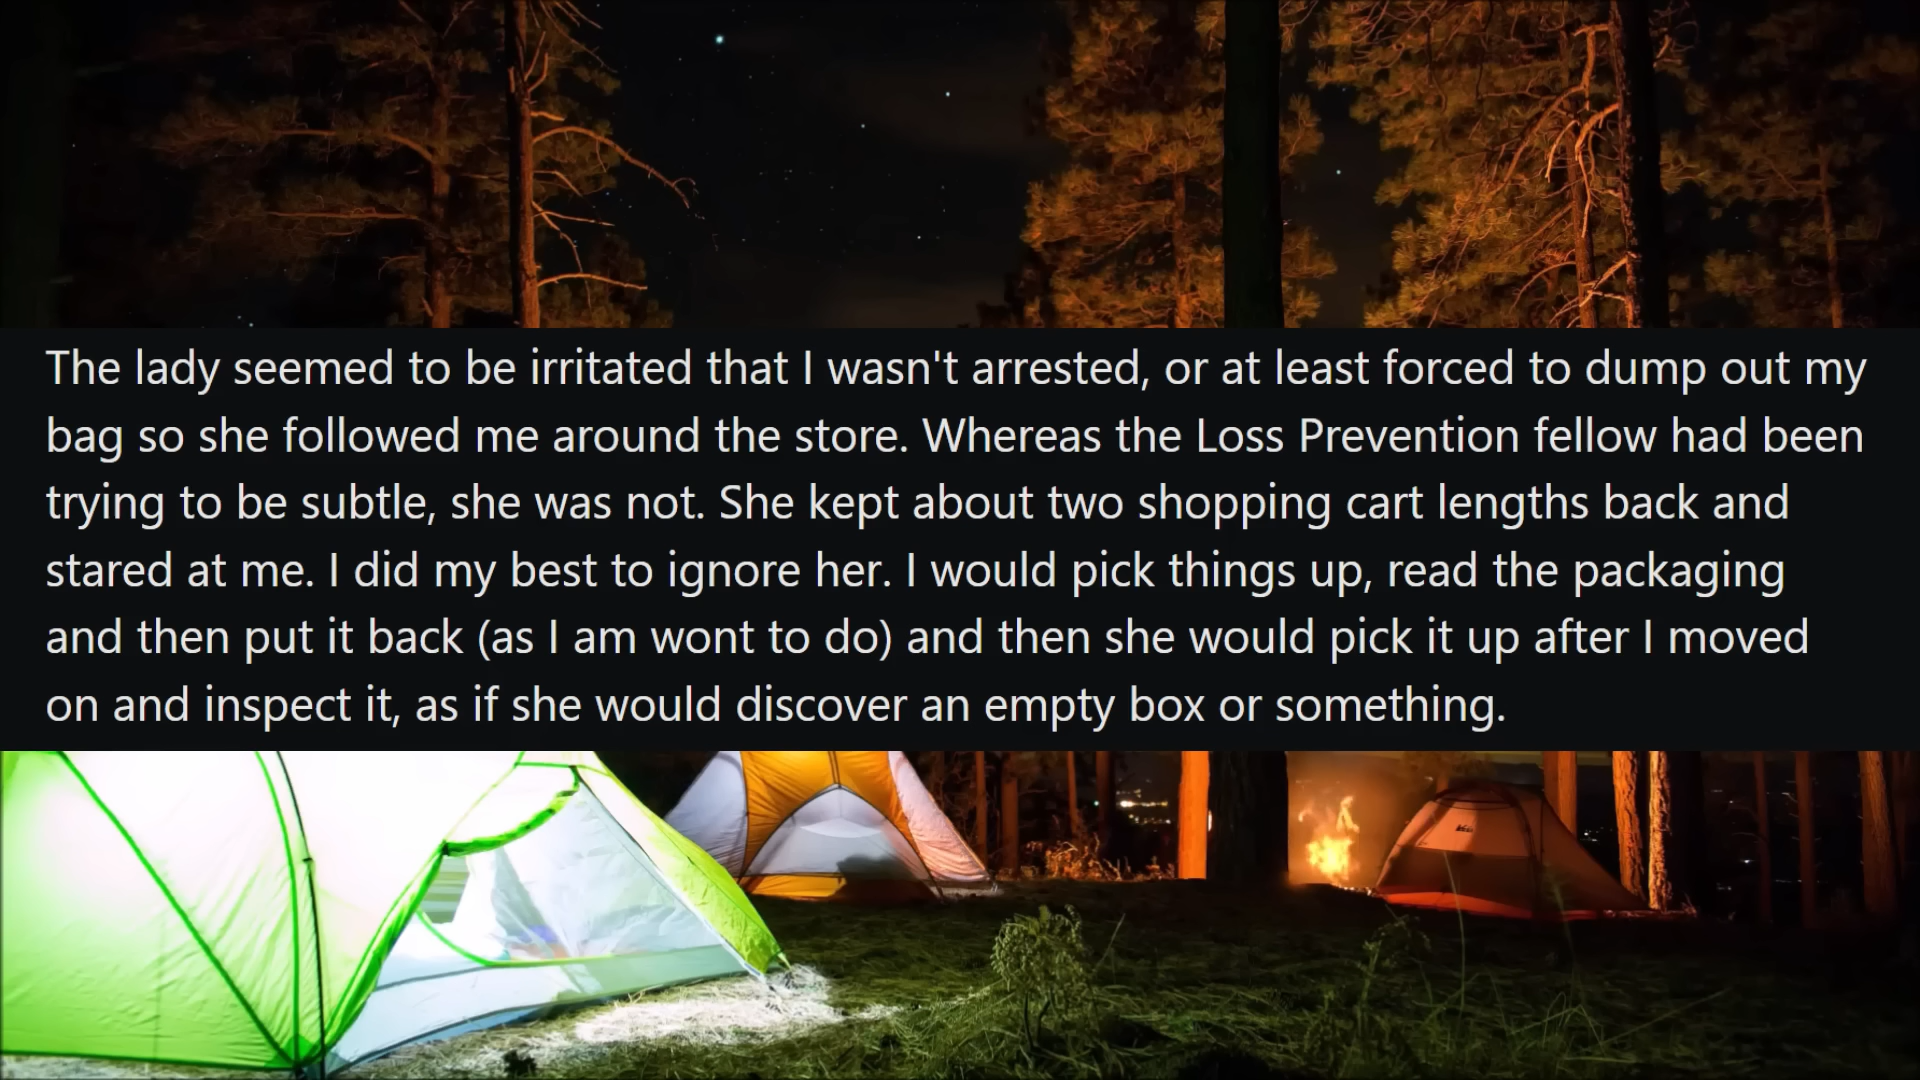 The lady seemed to be irritated that I wasn't arrested, or at least forced to dump out my
bag so she followed me around the store. Whereas the Loss Prevention fellow had been
trying to be subtle, she was not. She kept about two shopping cart lengths back and
stared at me. I did my best to ignore her. I would pick things up, read the packaging
and then put it back (as I am wont to do) and then she would pick it up after I moved
on and inspect it, as if she would discover an empty box or something.